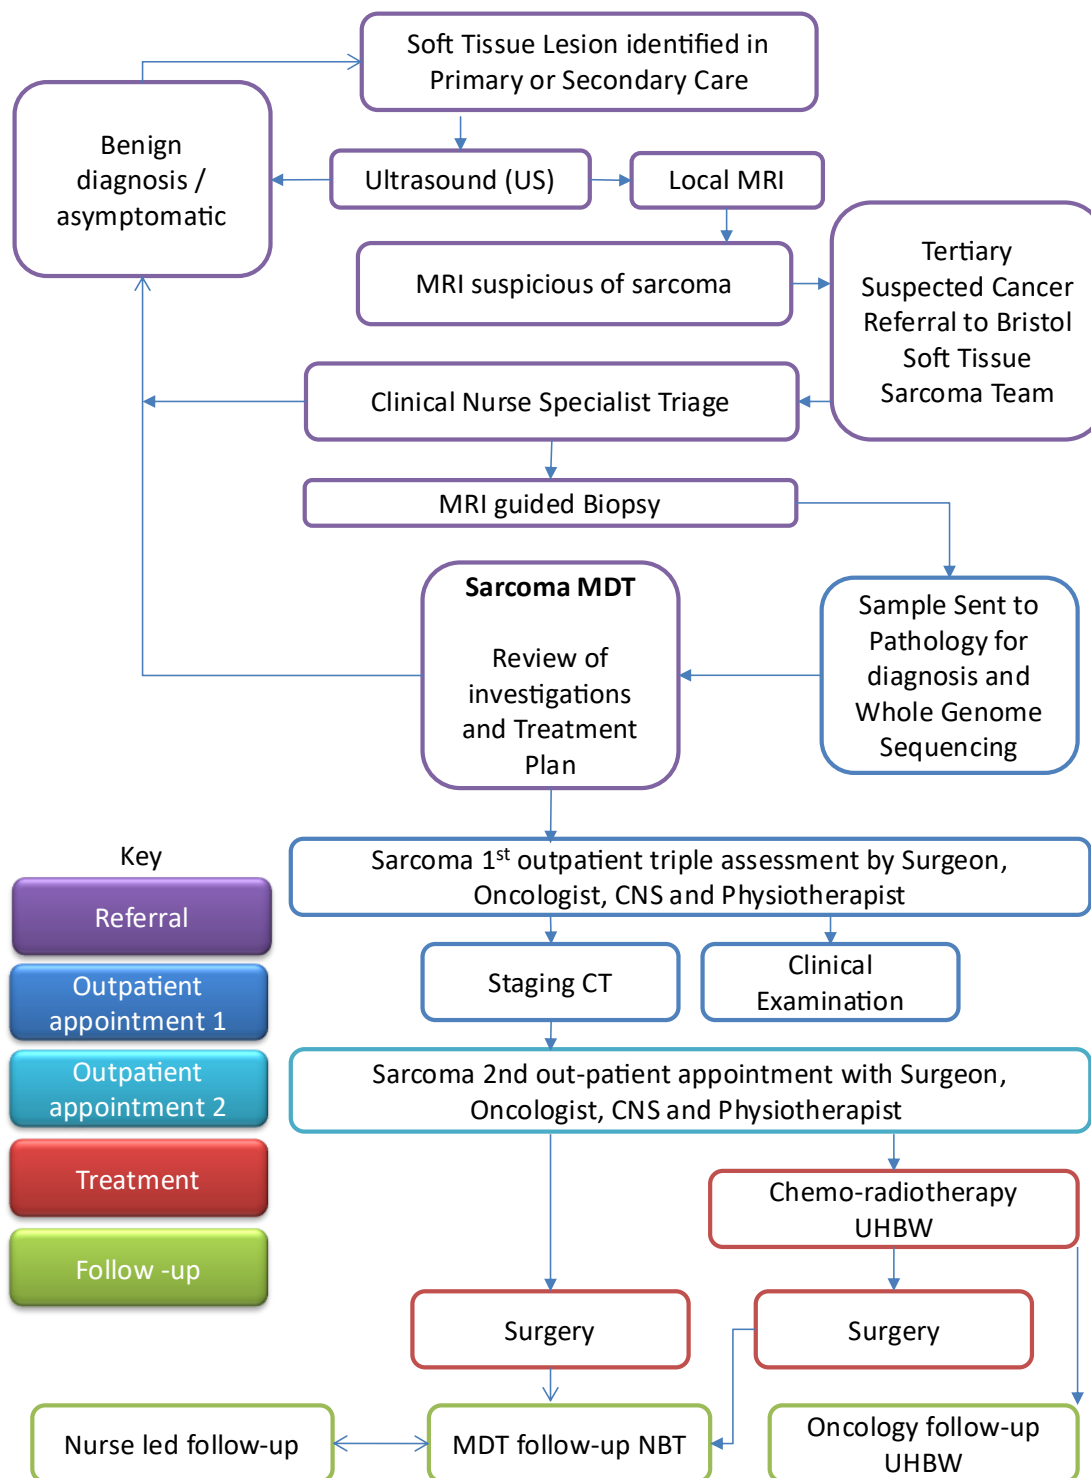 Soft Tissue Lesion identified in
Primary or Secondary Care
Benign
diagnosis /
asymptomatic
Ultrasound (US)
Local MRI
MRI suspicious of sarcoma
Tertiary
Suspected Cancer
Referral to Bristol
Soft Tissue
Sarcoma Team
Clinical Nurse Specialist Triage
MRI guided Biopsy
Sarcoma MDT
Review of
investigations
and Treatment
Plan
Sample Sent to
Pathology for
diagnosis and
Whole Genome
Sequencing
Key
Referral
Outpatient
appointment 1
Outpatient
appointment 2
Treatment
Follow -up
Sarcoma 1st outpatient triple assessment by Surgeon,
Oncologist, CNS and Physiotherapist
Staging CT
Clinical
Examination
Sarcoma 2nd out-patient appointment with Surgeon,
Oncologist, CNS and Physiotherapist
Chemo-radiotherapy
UHBW
Surgery
Surgery
Nurse led follow-up
MDT follow-up NBT
Oncology follow-up
UHBW